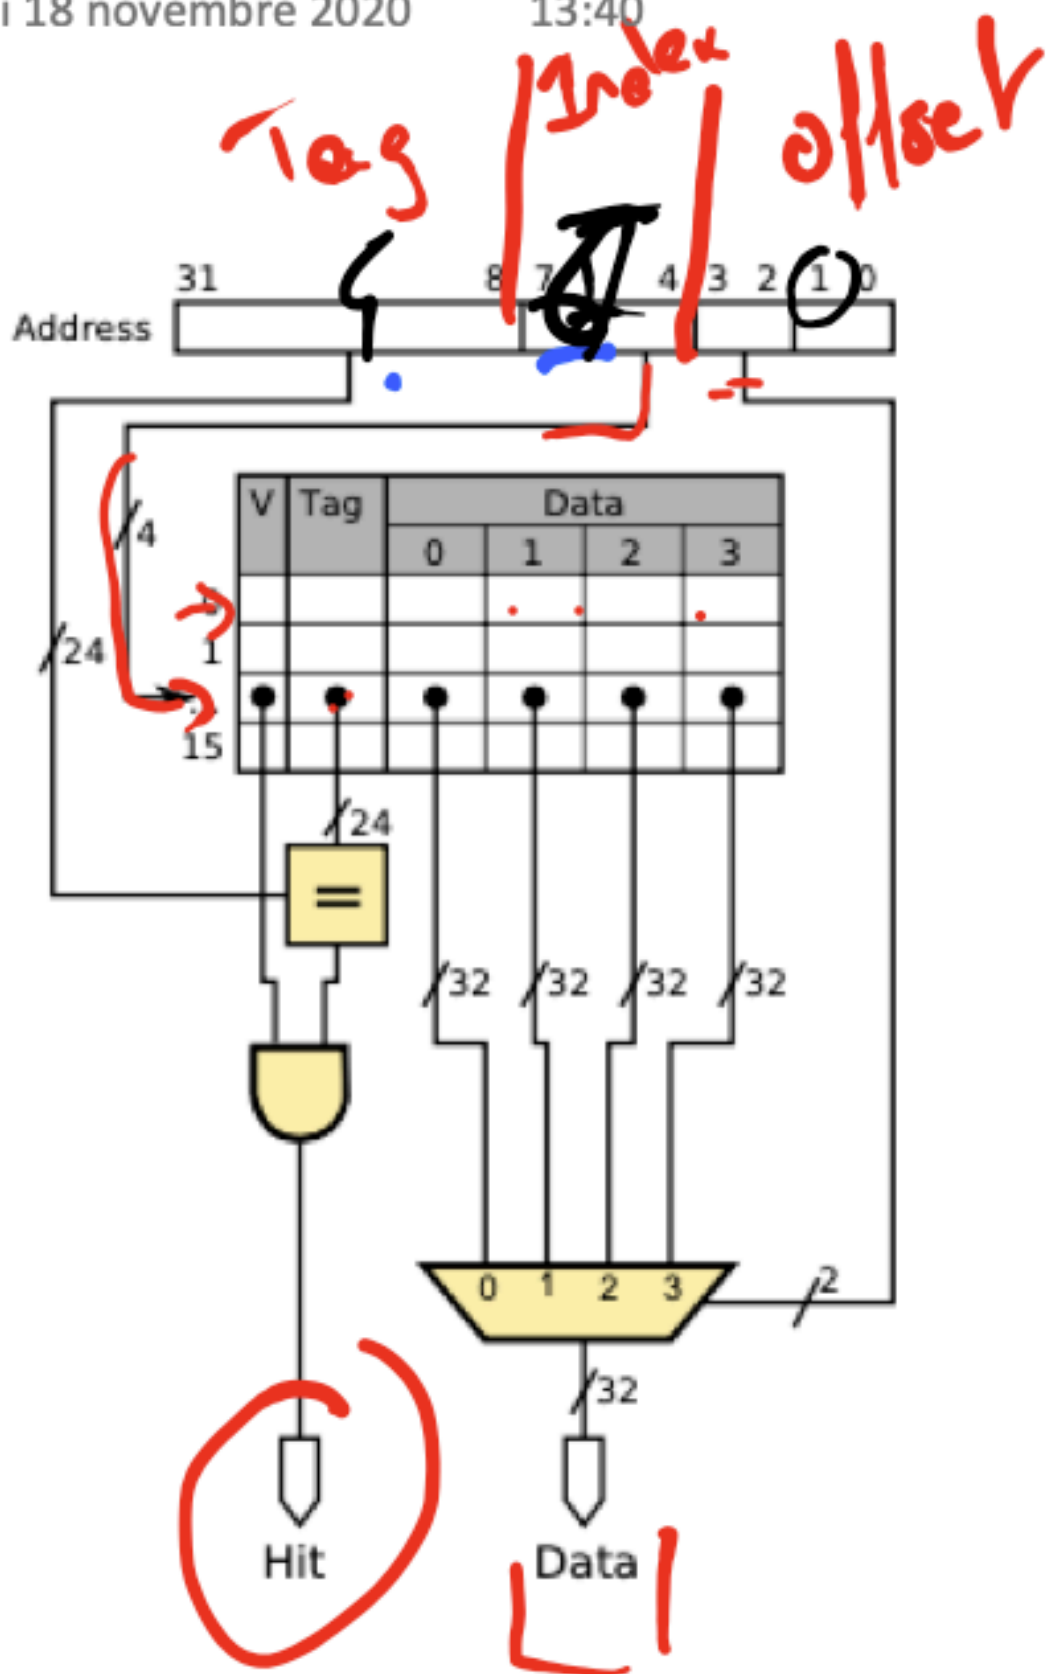 i 18 novembre 2020 13:40
Tag Index offset
31 8 7 4 3 2 1 0
Address
V Tag Data
0 1 2 3
/4
/24
1
15
/24
=
/32 /32 /32 /32
0 1 2 3
/2
/32
Hit Data